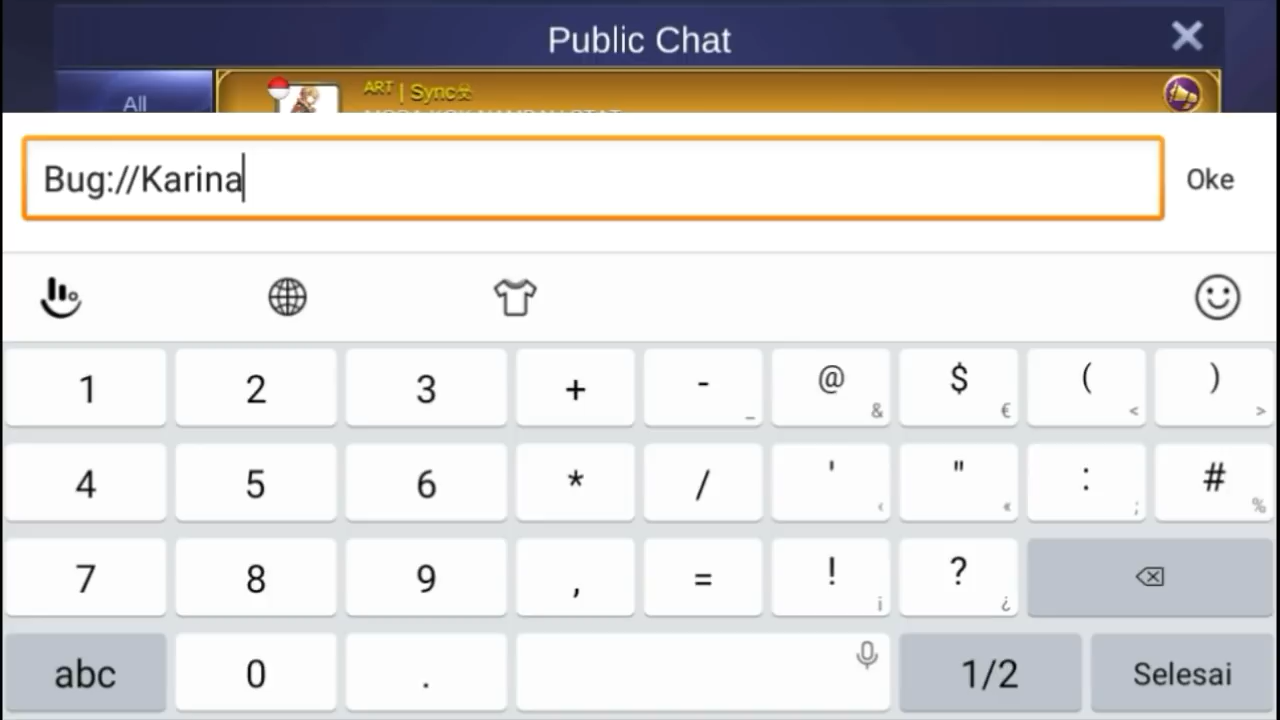 Public Chat
All
ART | Sync
Bug://Karina
Oke
1 2 3 + - _ @ & $ € ( < ) >
4 5 6 * / ' ‹ " « : ; # %
7 8 9 , = ! ¡ ? ¿
abc 0 . 1/2 Selesai